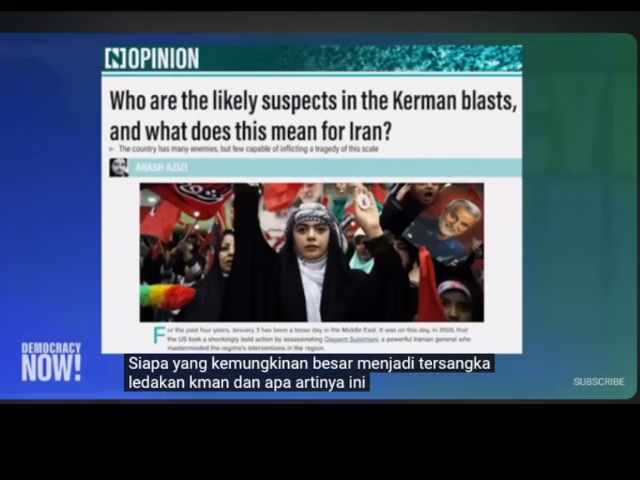 OPINION
Who are the likely suspects in the Kerman blasts,
and what does this mean for Iran?
The country has many enemies, but few capable of inflicting a tragedy of this scale
ARASH AZIZI
For the past four years, January 3 has been a tense day in the Middle East. It was on this day, in 2020, that
the US took a shockingly bold action by assassinating Qassem Suleimani, a powerful Iranian general who
masterminded the regime's interventions in the region.
DEMOCRACY
NOW!
Siapa yang kemungkinan besar menjadi tersangka
ledakan kman dan apa artinya ini
SUBSCRIBE